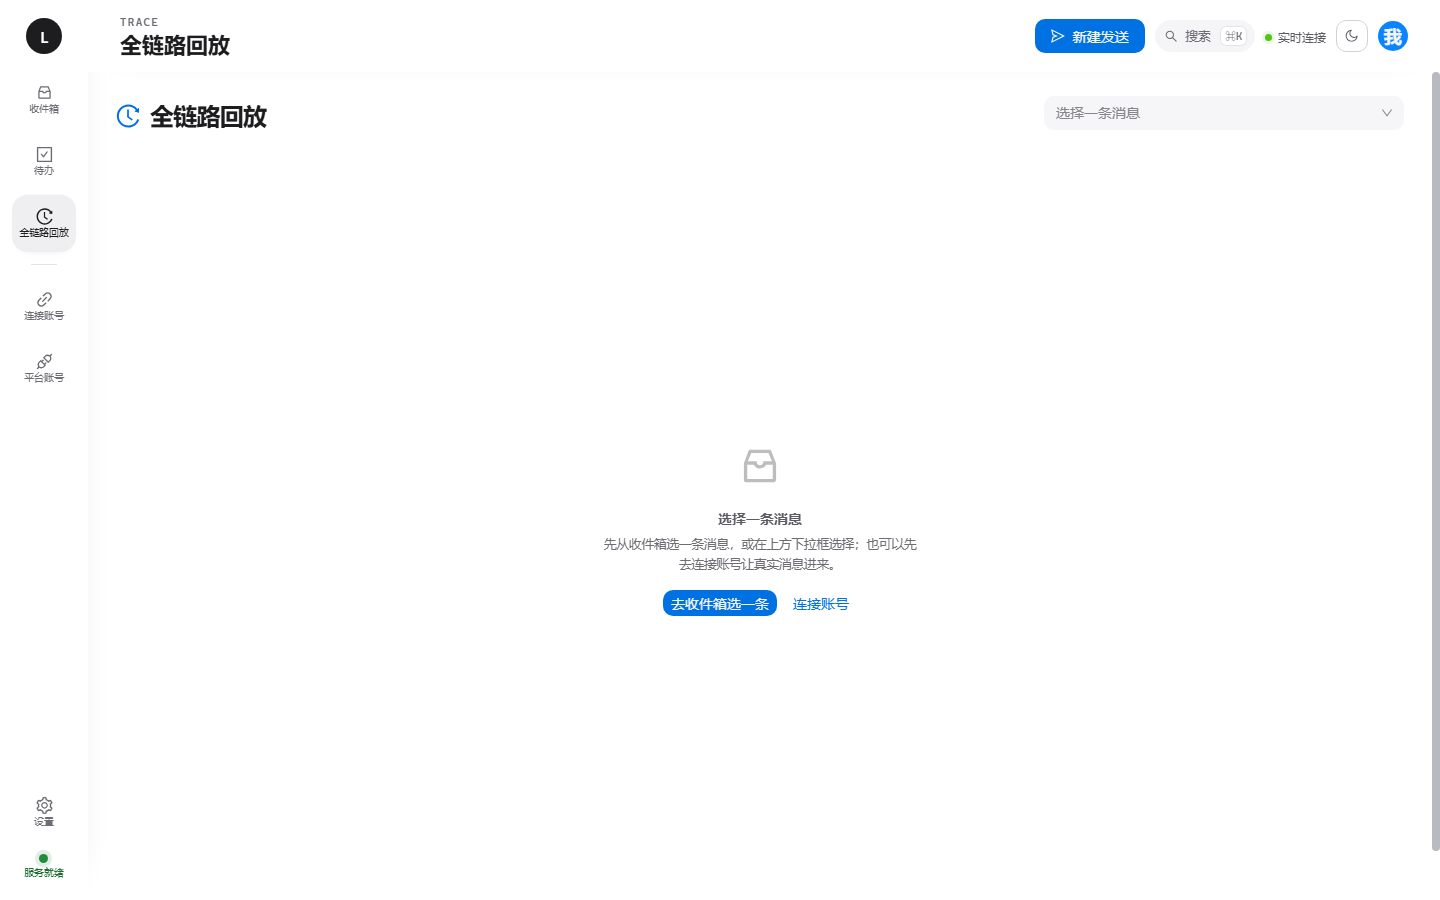 L
TRACE
全链路回放
新建发送
搜索
⌘K
实时连接
我
收件箱
待办
全链路回放
连接账号
平台账号
设置
服务就绪
全链路回放
选择一条消息
选择一条消息
先从收件箱选一条消息，或在上方下拉框选择；也可以先
去连接账号让真实消息进来。
去收件箱选一条
连接账号